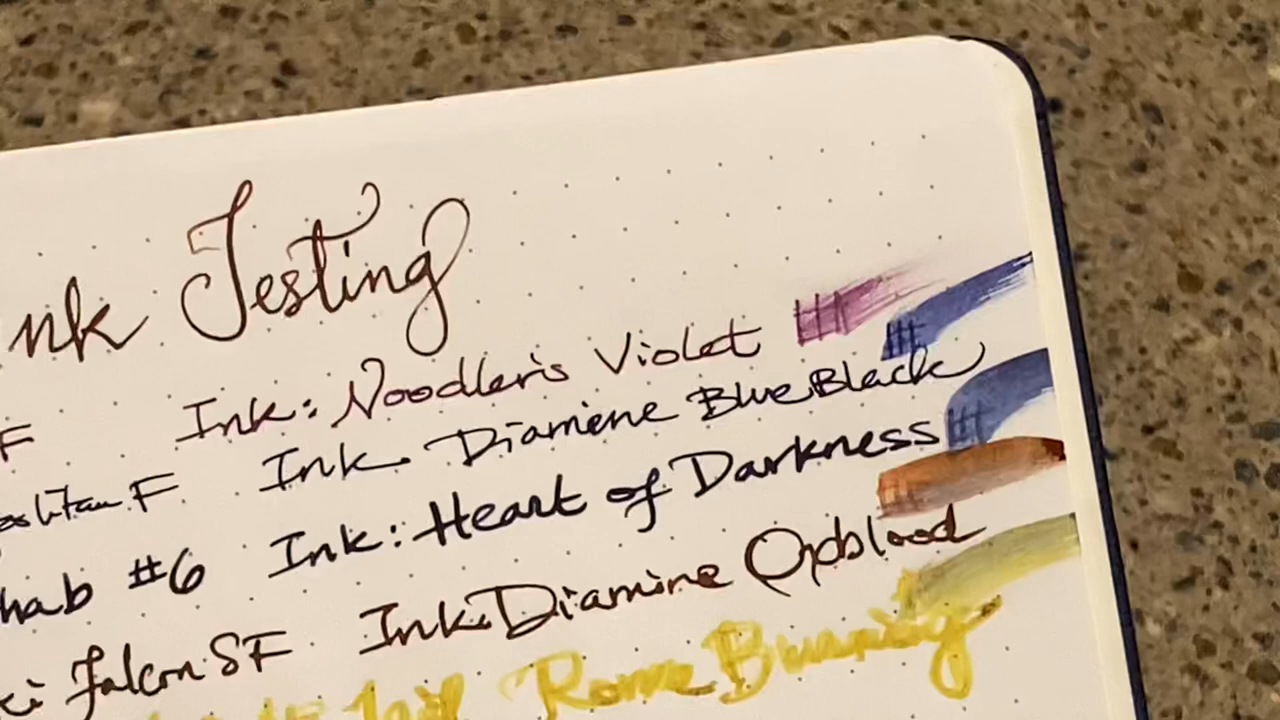 nk Testing
F Ink: Noodler's Violet
F Ink: Diamene Blue Black
hab #6 Ink: Heart of Darkness
Falcon SF Ink: Diamine Oxblood
Rome Burning